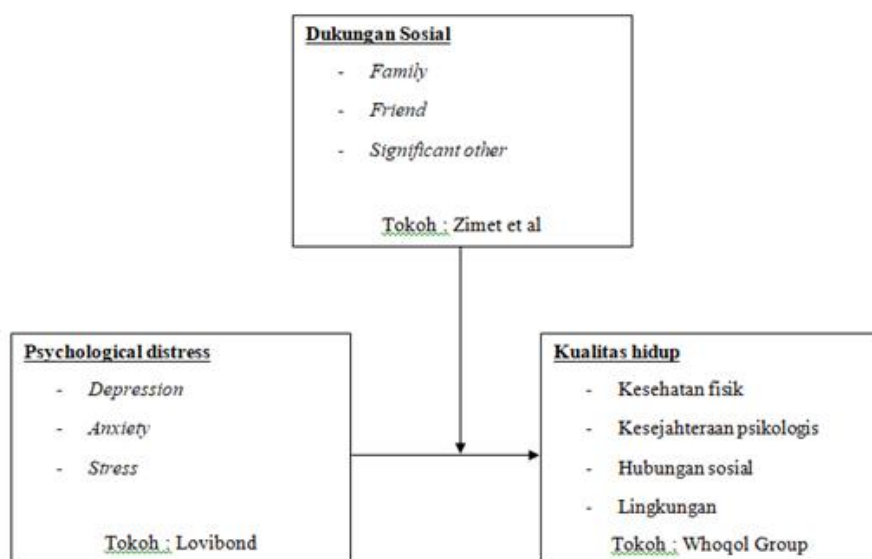 Dukungan Sosial
- Family
- Friend
- Significant other
Tokoh : Zimet et al
Psychological distress
- Depression
- Anxiety
- Stress
Tokoh : Lovibond
Kualitas hidup
- Kesehatan fisik
- Kesejahteraan psikologis
- Hubungan sosial
- Lingkungan
Tokoh : Whoqol Group